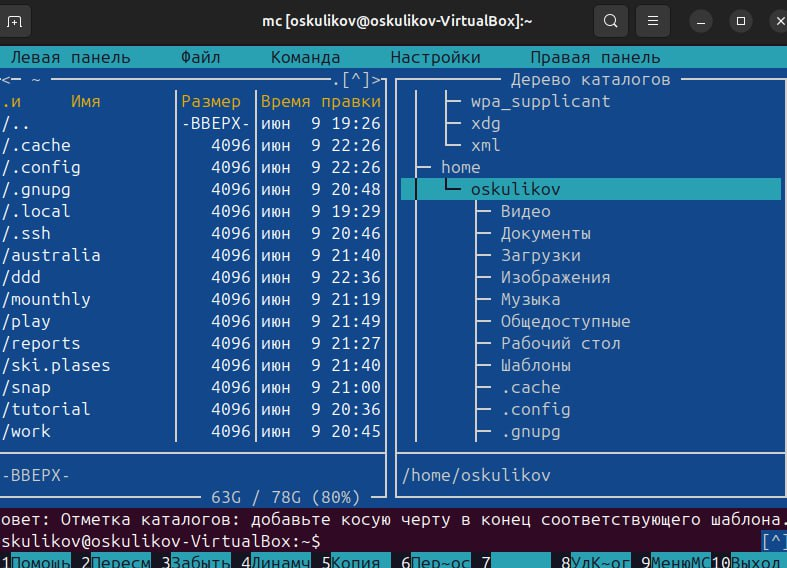 mc [oskulikov@oskulikov-VirtualBox]:~
Левая панель Файл Команда Настройки Правая панель
<─ ~ .[^]>
.и Имя Размер Время правки
/.. -ВВЕРХ- июн 9 19:26
/.cache 4096 июн 9 22:26
/.config 4096 июн 9 22:26
/.gnupg 4096 июн 9 20:48
/.local 4096 июн 9 19:29
/.ssh 4096 июн 9 20:46
/australia 4096 июн 9 21:40
/ddd 4096 июн 9 22:36
/mounthly 4096 июн 9 21:19
/play 4096 июн 9 21:49
/reports 4096 июн 9 21:27
/ski.plases 4096 июн 9 21:40
/snap 4096 июн 9 21:00
/tutorial 4096 июн 9 20:36
/work 4096 июн 9 20:45
-ВВЕРХ-
63G / 78G (80%)
Дерево каталогов
wpa_supplicant
xdg
xml
home
oskulikov
Видео
Документы
Загрузки
Изображения
Музыка
Общедоступные
Рабочий стол
Шаблоны
.cache
.config
.gnupg
/home/oskulikov
овет: Отметка каталогов: добавьте косую черту в конец соответствующего шаблона.
skulikov@oskulikov-VirtualBox:~$ [^]
1Помощь 2Пересм 3Забыть 4Динамч 5Копия 6Пер~ос 7 8УдК~ог 9МенюMC 10Выход